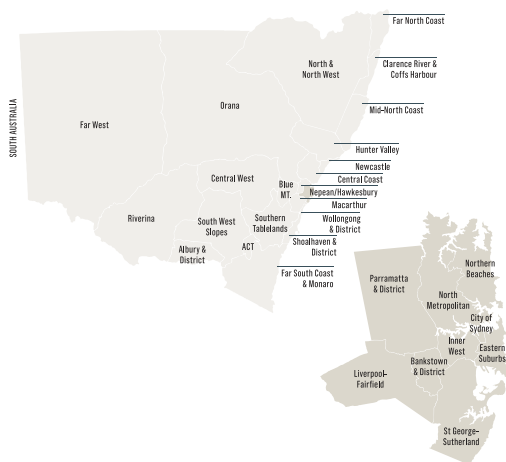 Far North Coast
North &
North West
Clarence River &
Coffs Harbour
Orana
Mid-North Coast
Far West
SOUTH AUSTRALIA
Hunter Valley
Newcastle
Central West
Central Coast
Blue
MT.
Nepean/Hawkesbury
Macarthur
Riverina
South West
Slopes
Southern
Tablelands
Wollongong
& District
Albury &
District
ACT
Shoalhaven &
District
Far South Coast
& Monaro
Northern
Beaches
Parramatta
& District
North
Metropolitan
City of
Sydney
Inner
West
Eastern
Suburbs
Bankstown
& District
Liverpool–
Fairfield
St George–
Sutherland